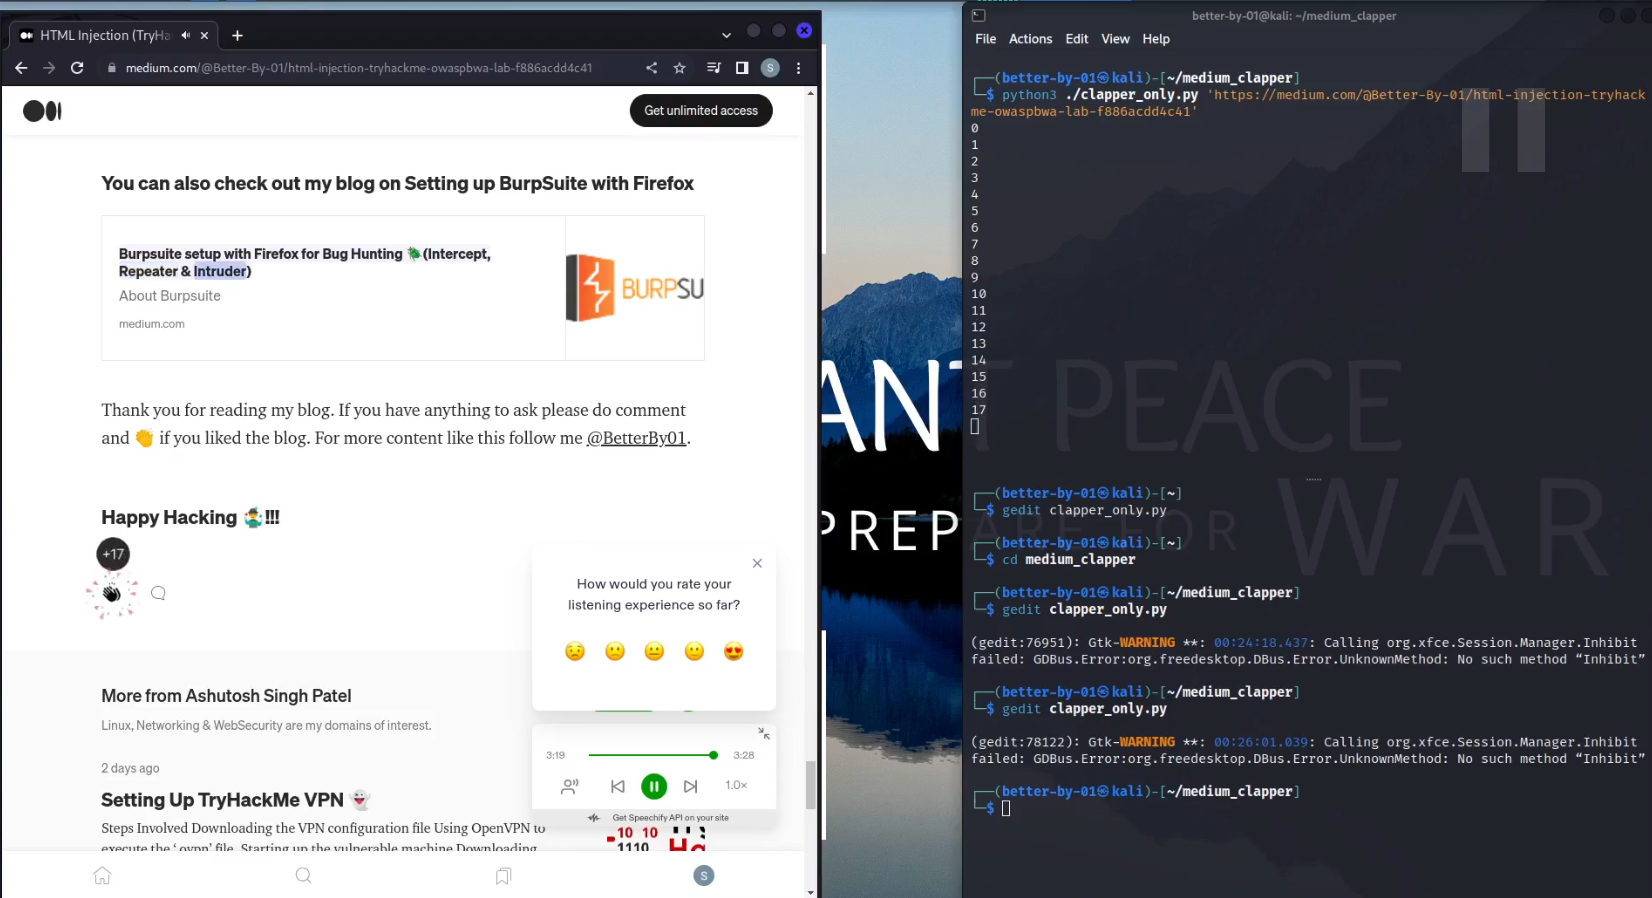 HTML Injection (TryHa
medium.com/@Better-By-01/html-injection-tryhackme-owaspbwa-lab-f886acdd4c41
S
Get unlimited access
You can also check out my blog on Setting up BurpSuite with Firefox
Burpsuite setup with Firefox for Bug Hunting 🪲(Intercept,
Repeater & Intruder)
About Burpsuite
medium.com
BURPSU
Thank you for reading my blog. If you have anything to ask please do comment
and 👏 if you liked the blog. For more content like this follow me @BetterBy01.
Happy Hacking 🕵️‍♂️!!!
+17
How would you rate your
listening experience so far?
3:19
3:28
1.0×
Get Speechify API on your site
More from Ashutosh Singh Patel
Linux, Networking & WebSecurity are my domains of interest.
2 days ago
Setting Up TryHackMe VPN 👻
Steps Involved Downloading the VPN configuration file Using OpenVPN to
execute the '.ovpn' file. Starting up the vulnerable machine Downloading
10 10
1110
Ha
S
ANT PEACE
PREPARE FOR
WAR
better-by-01@kali: ~/medium_clapper
File Actions Edit View Help
┌──(better-by-01㉿kali)-[~/medium_clapper]
└─$ python3 ./clapper_only.py 'https://medium.com/@Better-By-01/html-injection-tryhack
me-owaspbwa-lab-f886acdd4c41'
0
1
2
3
4
5
6
7
8
9
10
11
12
13
14
15
16
17
┌──(better-by-01㉿kali)-[~]
└─$ gedit clapper_only.py
┌──(better-by-01㉿kali)-[~]
└─$ cd medium_clapper
┌──(better-by-01㉿kali)-[~/medium_clapper]
└─$ gedit clapper_only.py
(gedit:76951): Gtk-WARNING **: 00:24:18.437: Calling org.xfce.Session.Manager.Inhibit
failed: GDBus.Error:org.freedesktop.DBus.Error.UnknownMethod: No such method “Inhibit”
┌──(better-by-01㉿kali)-[~/medium_clapper]
└─$ gedit clapper_only.py
(gedit:78122): Gtk-WARNING **: 00:26:01.039: Calling org.xfce.Session.Manager.Inhibit
failed: GDBus.Error:org.freedesktop.DBus.Error.UnknownMethod: No such method “Inhibit”
┌──(better-by-01㉿kali)-[~/medium_clapper]
└─$